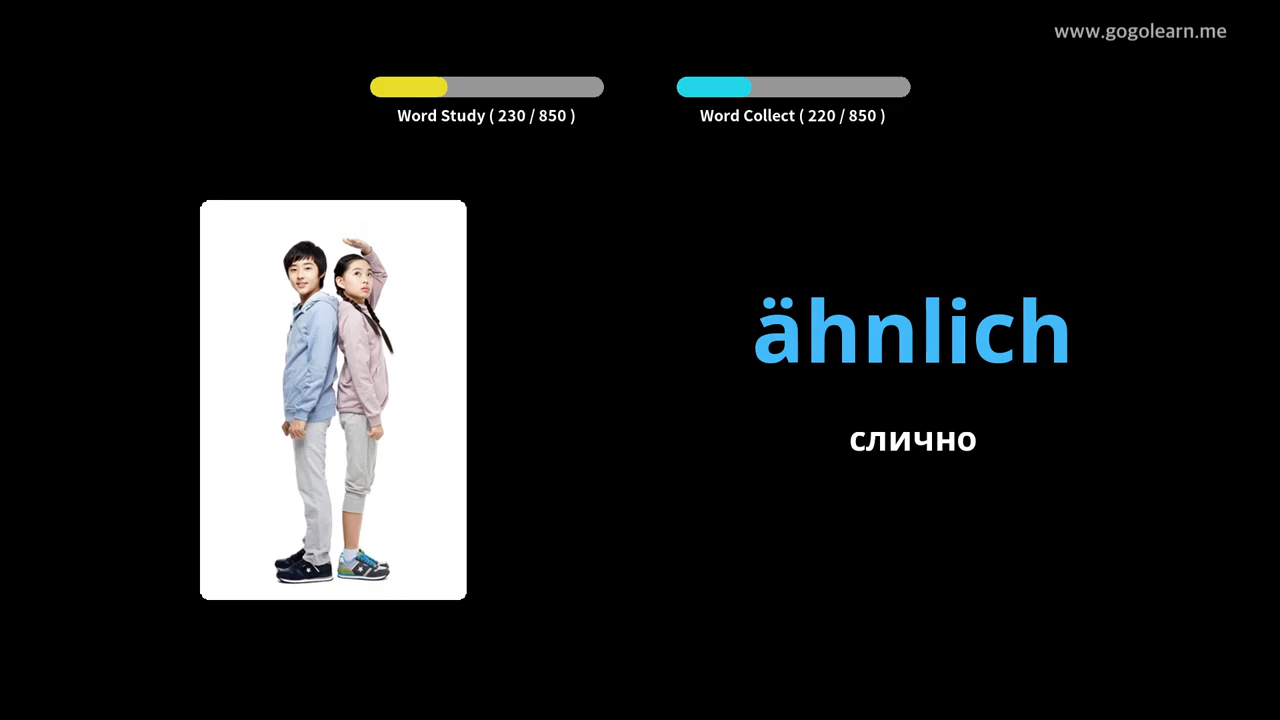 www.gogolearn.me
Word Study ( 230 / 850 )
Word Collect ( 220 / 850 )
ähnlich
слично